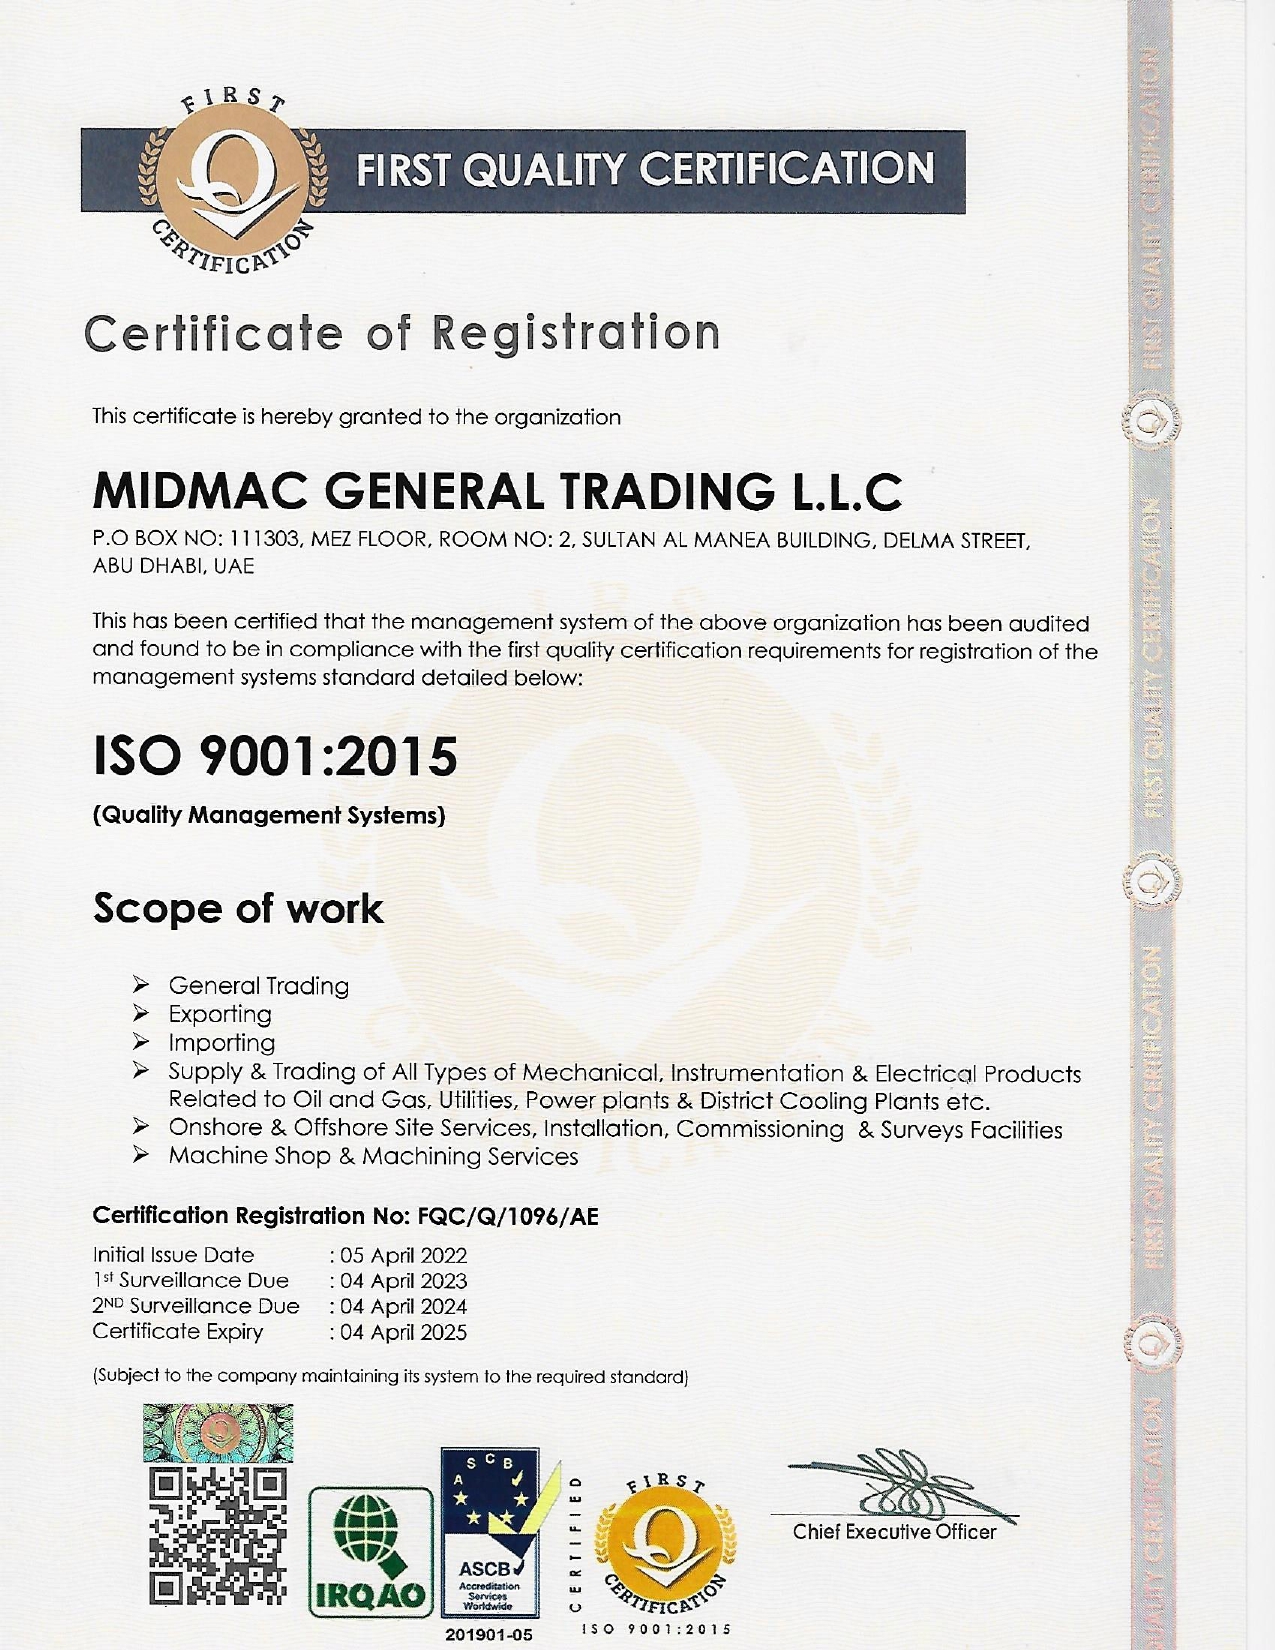 FIRST
CERTIFICATION
FIRST QUALITY CERTIFICATION
Certificate of Registration
This certificate is hereby granted to the organization
MIDMAC GENERAL TRADING L.L.C
P.O BOX NO: 111303, MEZ FLOOR, ROOM NO: 2, SULTAN AL MANEA BUILDING, DELMA STREET,
ABU DHABI, UAE
This has been certified that the management system of the above organization has been audited
and found to be in compliance with the first quality certification requirements for registration of the
management systems standard detailed below:
ISO 9001:2015
(Quality Management Systems)
Scope of work
➢ General Trading
➢ Exporting
➢ Importing
➢ Supply & Trading of All Types of Mechanical, Instrumentation & Electrical Products
Related to Oil and Gas, Utilities, Power plants & District Cooling Plants etc.
➢ Onshore & Offshore Site Services, Installation, Commissioning & Surveys Facilities
➢ Machine Shop & Machining Services
Certification Registration No: FQC/Q/1096/AE
Initial Issue Date : 05 April 2022
1st Surveillance Due : 04 April 2023
2ND Surveillance Due : 04 April 2024
Certificate Expiry : 04 April 2025
(Subject to the company maintaining its system to the required standard)
IRQAO
ASCB
ASCB
Accreditation
Services
Worldwide
201901-05
CERTIFIED
FIRST
CERTIFICATION
ISO 9001:2015
Chief Executive Officer
FIRST QUALITY CERTIFICATION
FIRST QUALITY CERTIFICATION
FIRST QUALITY CERTIFICATION
ALITY CERTIFICATION